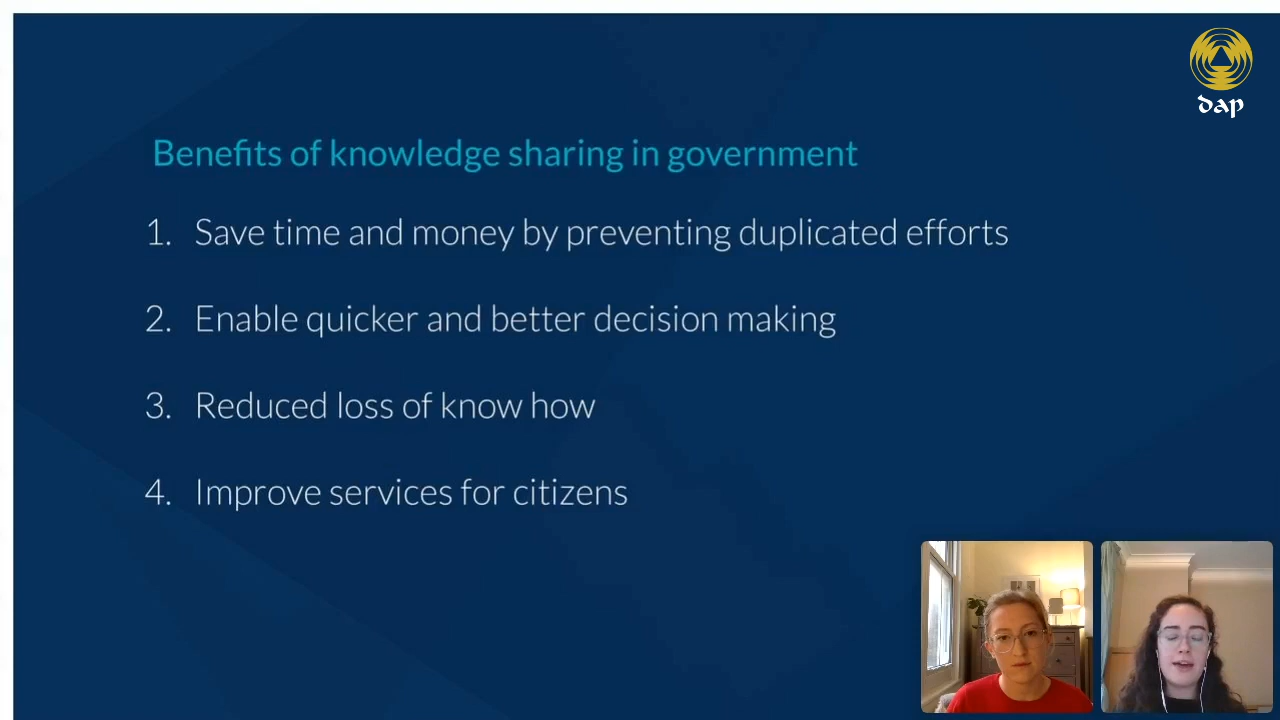 dap
Benefits of knowledge sharing in government
1. Save time and money by preventing duplicated efforts
2. Enable quicker and better decision making
3. Reduced loss of know how
4. Improve services for citizens